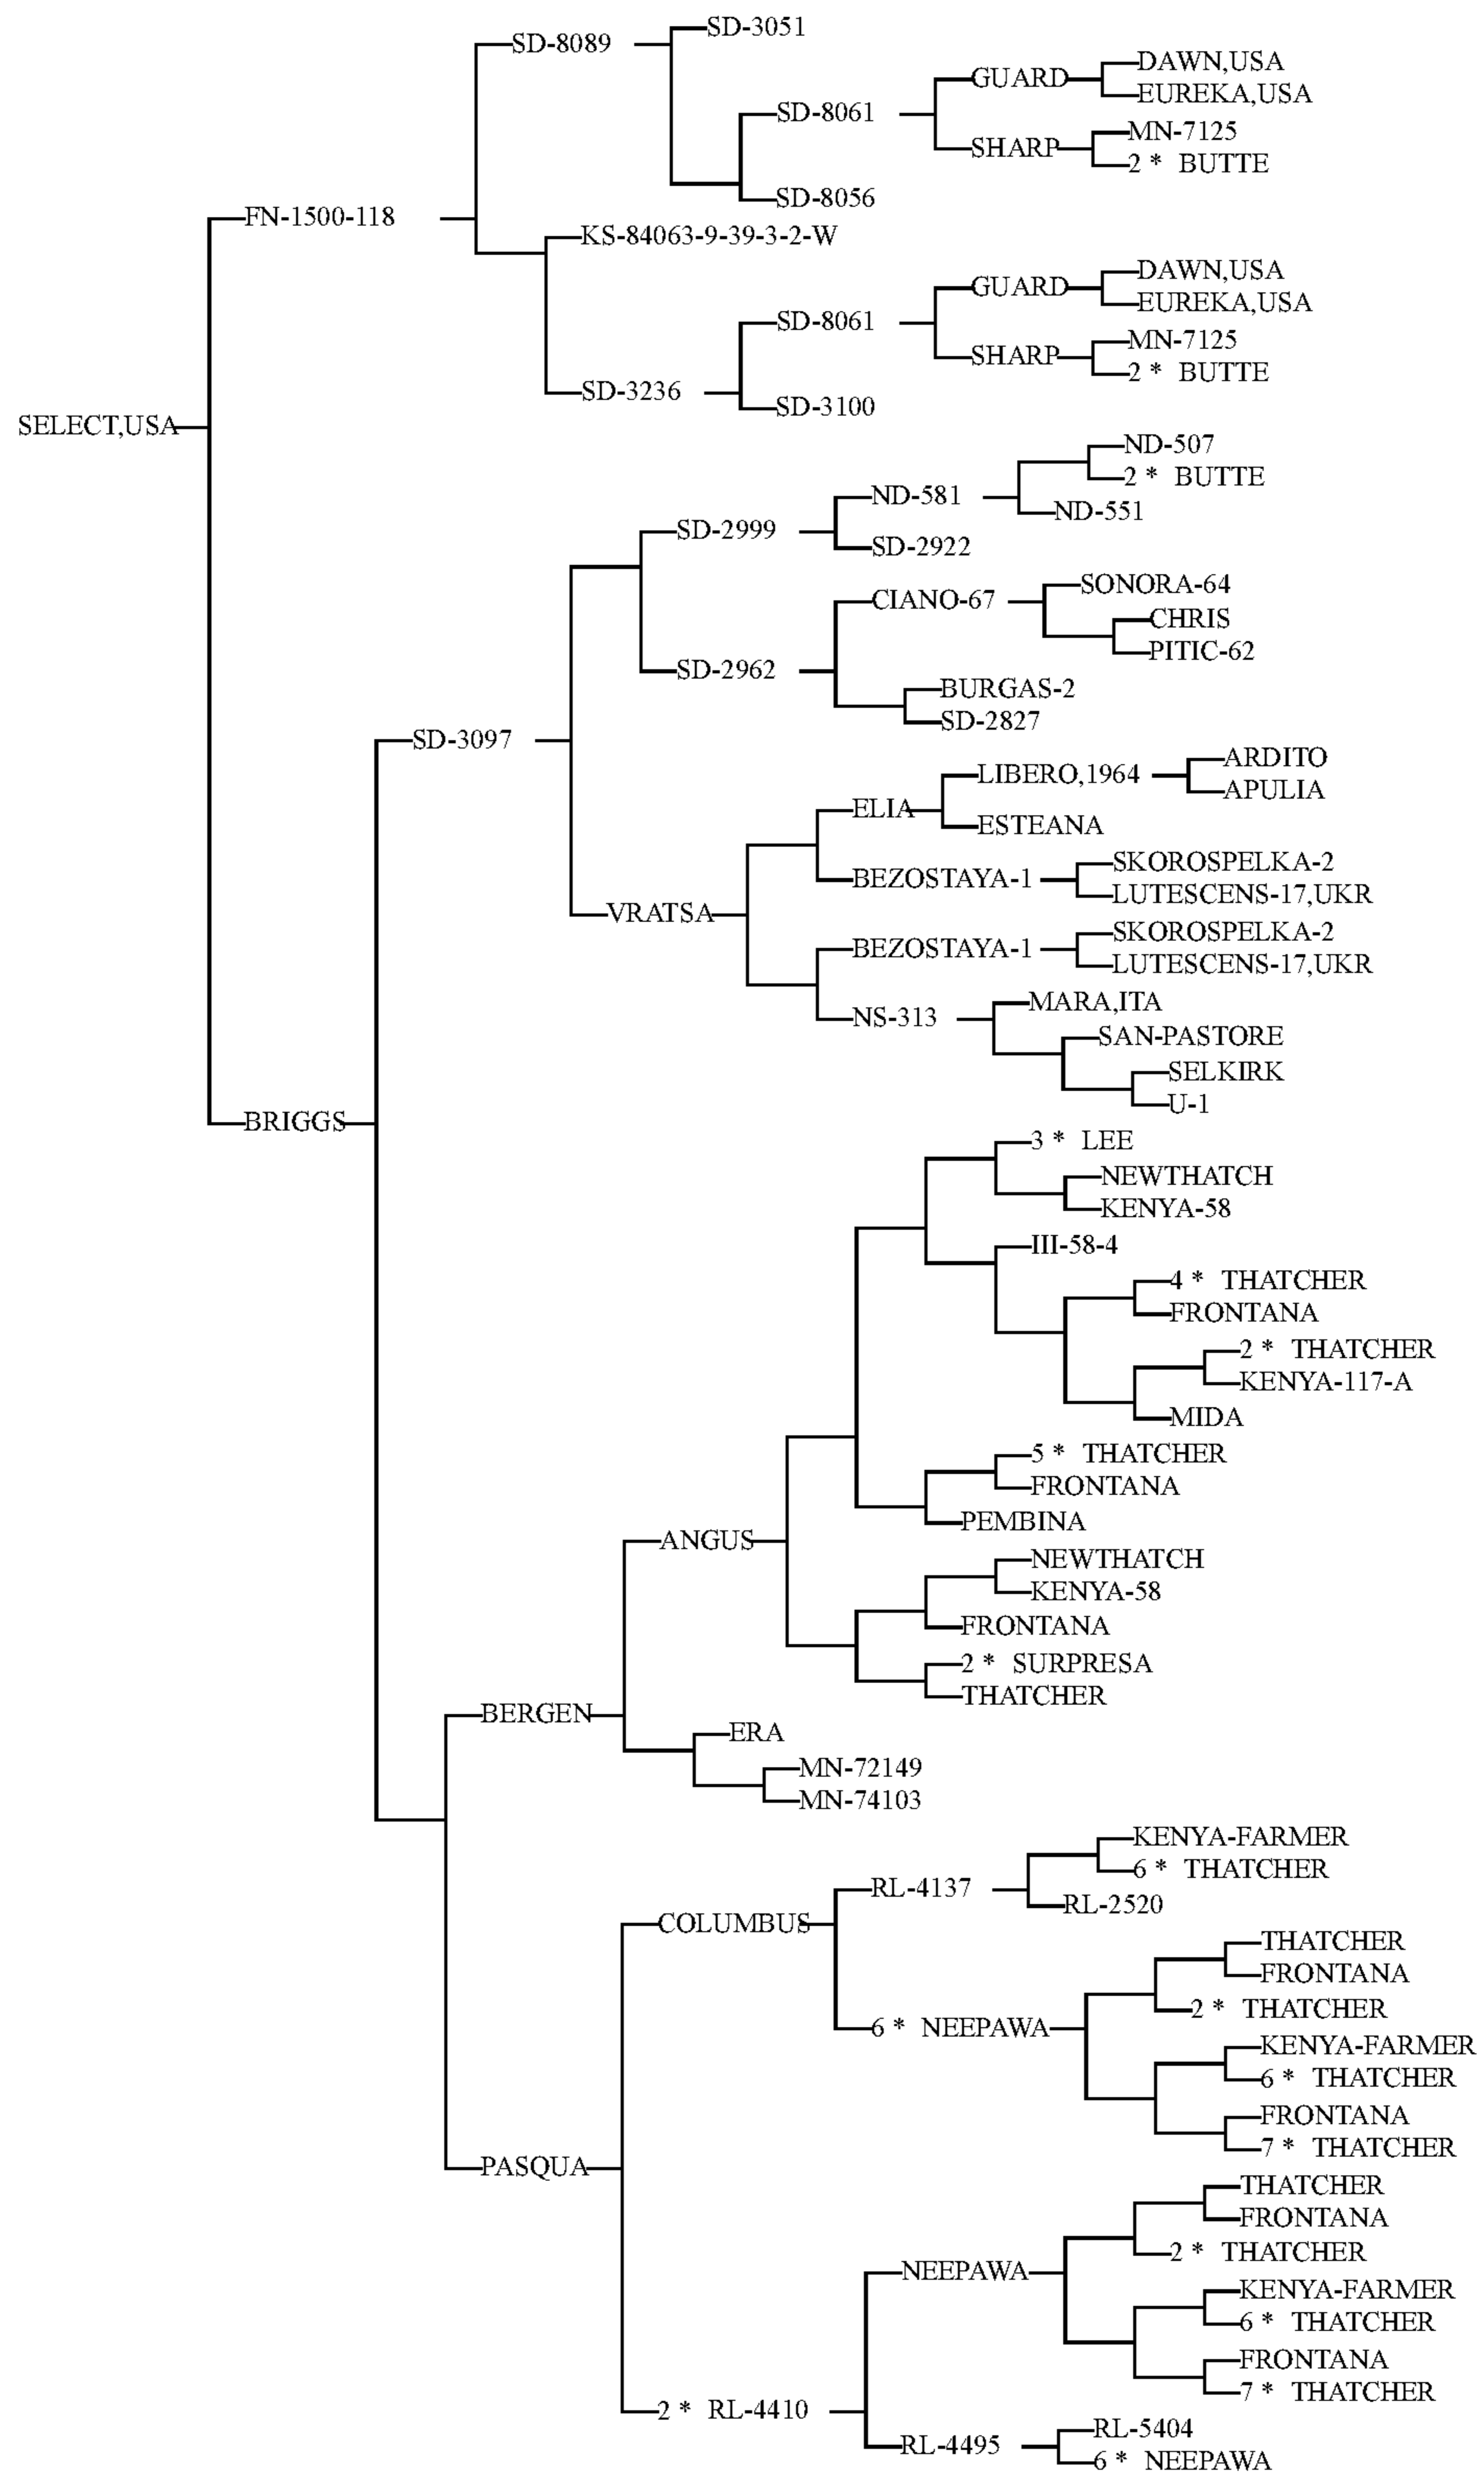 SD-3051
SD-8089
DAWN,USA
GUARD
EUREKA,USA
SD-8061
MN-7125
SHARP
2 * BUTTE
SD-8056
FN-1500-118
KS-84063-9-39-3-2-W
DAWN,USA
GUARD
EUREKA,USA
SD-8061
MN-7125
SHARP
2 * BUTTE
SD-3236
SD-3100
SELECT,USA
ND-507
2 * BUTTE
ND-581
ND-551
SD-2999
SD-2922
SONORA-64
CIANO-67
CHRIS
PITIC-62
SD-2962
BURGAS-2
SD-2827
SD-3097
ARDITO
LIBERO,1964
APULIA
ELIA
ESTEANA
SKOROSPELKA-2
BEZOSTAYA-1
LUTESCENS-17,UKR
VRATSA
SKOROSPELKA-2
BEZOSTAYA-1
LUTESCENS-17,UKR
MARA,ITA
NS-313
SAN-PASTORE
SELKIRK
U-1
BRIGGS
3 * LEE
NEWTHATCH
KENYA-58
III-58-4
4 * THATCHER
FRONTANA
2 * THATCHER
KENYA-117-A
MIDA
5 * THATCHER
FRONTANA
PEMBINA
ANGUS
NEWTHATCH
KENYA-58
FRONTANA
2 * SURPRESA
THATCHER
BERGEN
ERA
MN-72149
MN-74103
KENYA-FARMER
6 * THATCHER
RL-4137
RL-2520
COLUMBUS
THATCHER
FRONTANA
2 * THATCHER
6 * NEEPAWA
KENYA-FARMER
6 * THATCHER
FRONTANA
7 * THATCHER
PASQUA
THATCHER
FRONTANA
2 * THATCHER
NEEPAWA
KENYA-FARMER
6 * THATCHER
FRONTANA
7 * THATCHER
2 * RL-4410
RL-5404
RL-4495
6 * NEEPAWA